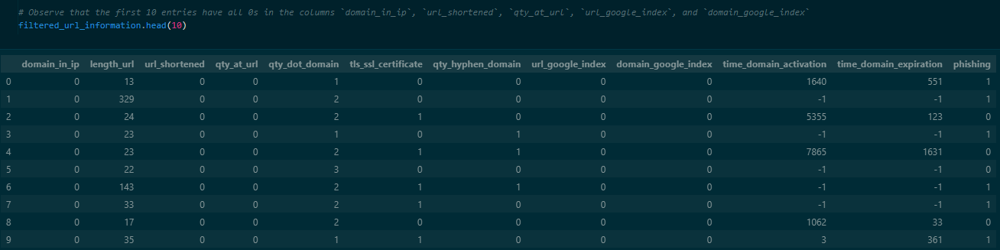 # Observe that the first 10 entries have all 0s in the columns `domain_in_ip`, `url_shortened`, `qty_at_url`, `url_google_index`, and `domain_google_index`
filtered_url_information.head(10)
domain_in_ip length_url url_shortened qty_at_url qty_dot_domain tls_ssl_certificate qty_hyphen_domain url_google_index domain_google_index time_domain_activation time_domain_expiration phishing
0 0 13 0 0 1 0 0 0 0 1640 551 1
1 0 329 0 0 2 0 0 0 0 -1 -1 1
2 0 24 0 0 2 1 0 0 0 5355 123 0
3 0 23 0 0 1 0 1 0 0 -1 -1 1
4 0 23 0 0 2 1 1 0 0 7865 1631 0
5 0 22 0 0 3 0 0 0 0 -1 -1 0
6 0 143 0 0 2 1 1 0 0 -1 -1 1
7 0 33 0 0 2 1 0 0 0 -1 -1 1
8 0 17 0 0 2 0 0 0 0 1062 33 0
9 0 35 0 0 1 1 0 0 0 3 361 1